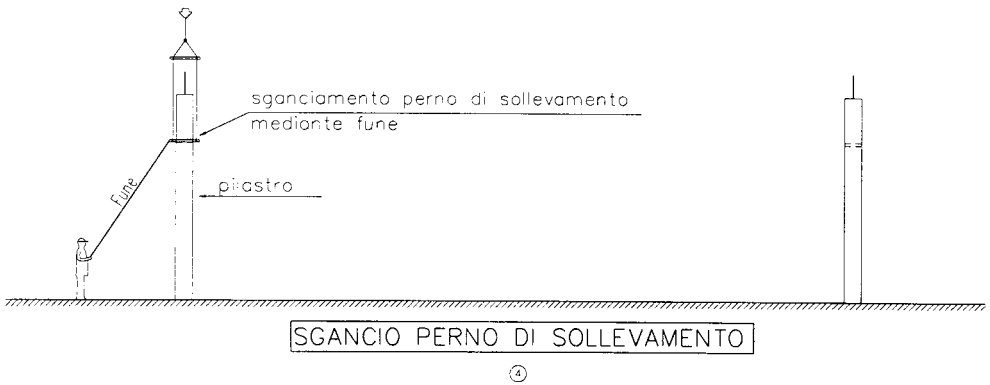 sganciamento perno di sollevamento
mediante fune
Fune
pilastro
SGANCIO PERNO DI SOLLEVAMENTO
4